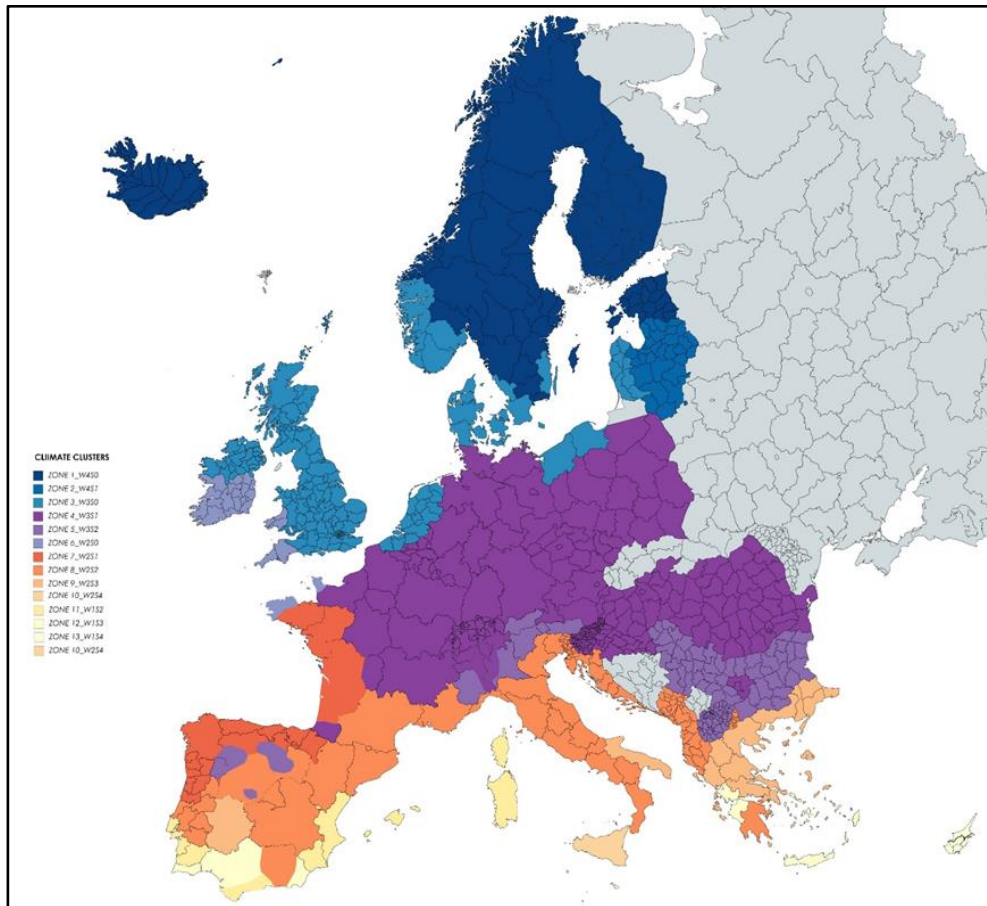 CLIMATE CLUSTERS
ZONE 1_W4S0
ZONE 2_W4S1
ZONE 3_W3S0
ZONE 4_W3S1
ZONE 5_W3S2
ZONE 6_W2S0
ZONE 7_W2S1
ZONE 8_W2S2
ZONE 9_W2S3
ZONE 10_W2S4
ZONE 11_W1S2
ZONE 12_W1S3
ZONE 13_W1S4
ZONE 10_W2S4